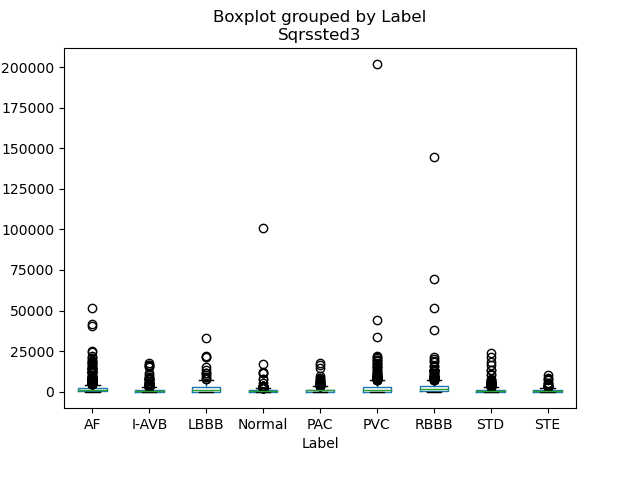 Boxplot grouped by Label
Sqrssted3
200000
175000
150000
125000
100000
75000
50000
25000
0
AF I-AVB LBBB Normal PAC PVC RBBB STD STE
Label